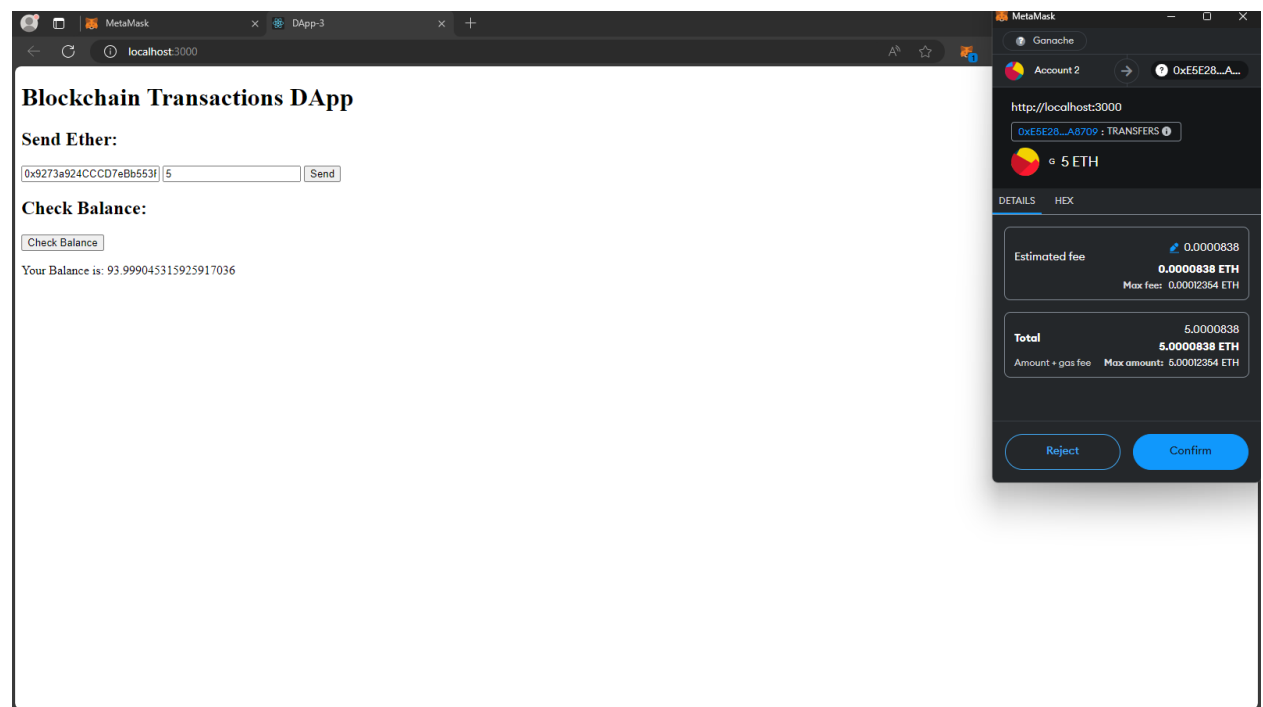 MetaMask
DApp-3
localhost:3000
Blockchain Transactions DApp
Send Ether:
0x9273a924CCCD7eBb553f 5 Send
Check Balance:
Check Balance
Your Balance is: 93.999045315925917036
MetaMask
Ganache
Account 2 0xE5E28...A...
http://localhost:3000
0xE5E28...A8709 : TRANSFERS
G 5 ETH
DETAILS HEX
Estimated fee 0.0000838
0.0000838 ETH
Max fee: 0.00012354 ETH
Total 5.0000838
5.0000838 ETH
Amount + gas fee Max amount: 5.00012354 ETH
Reject Confirm